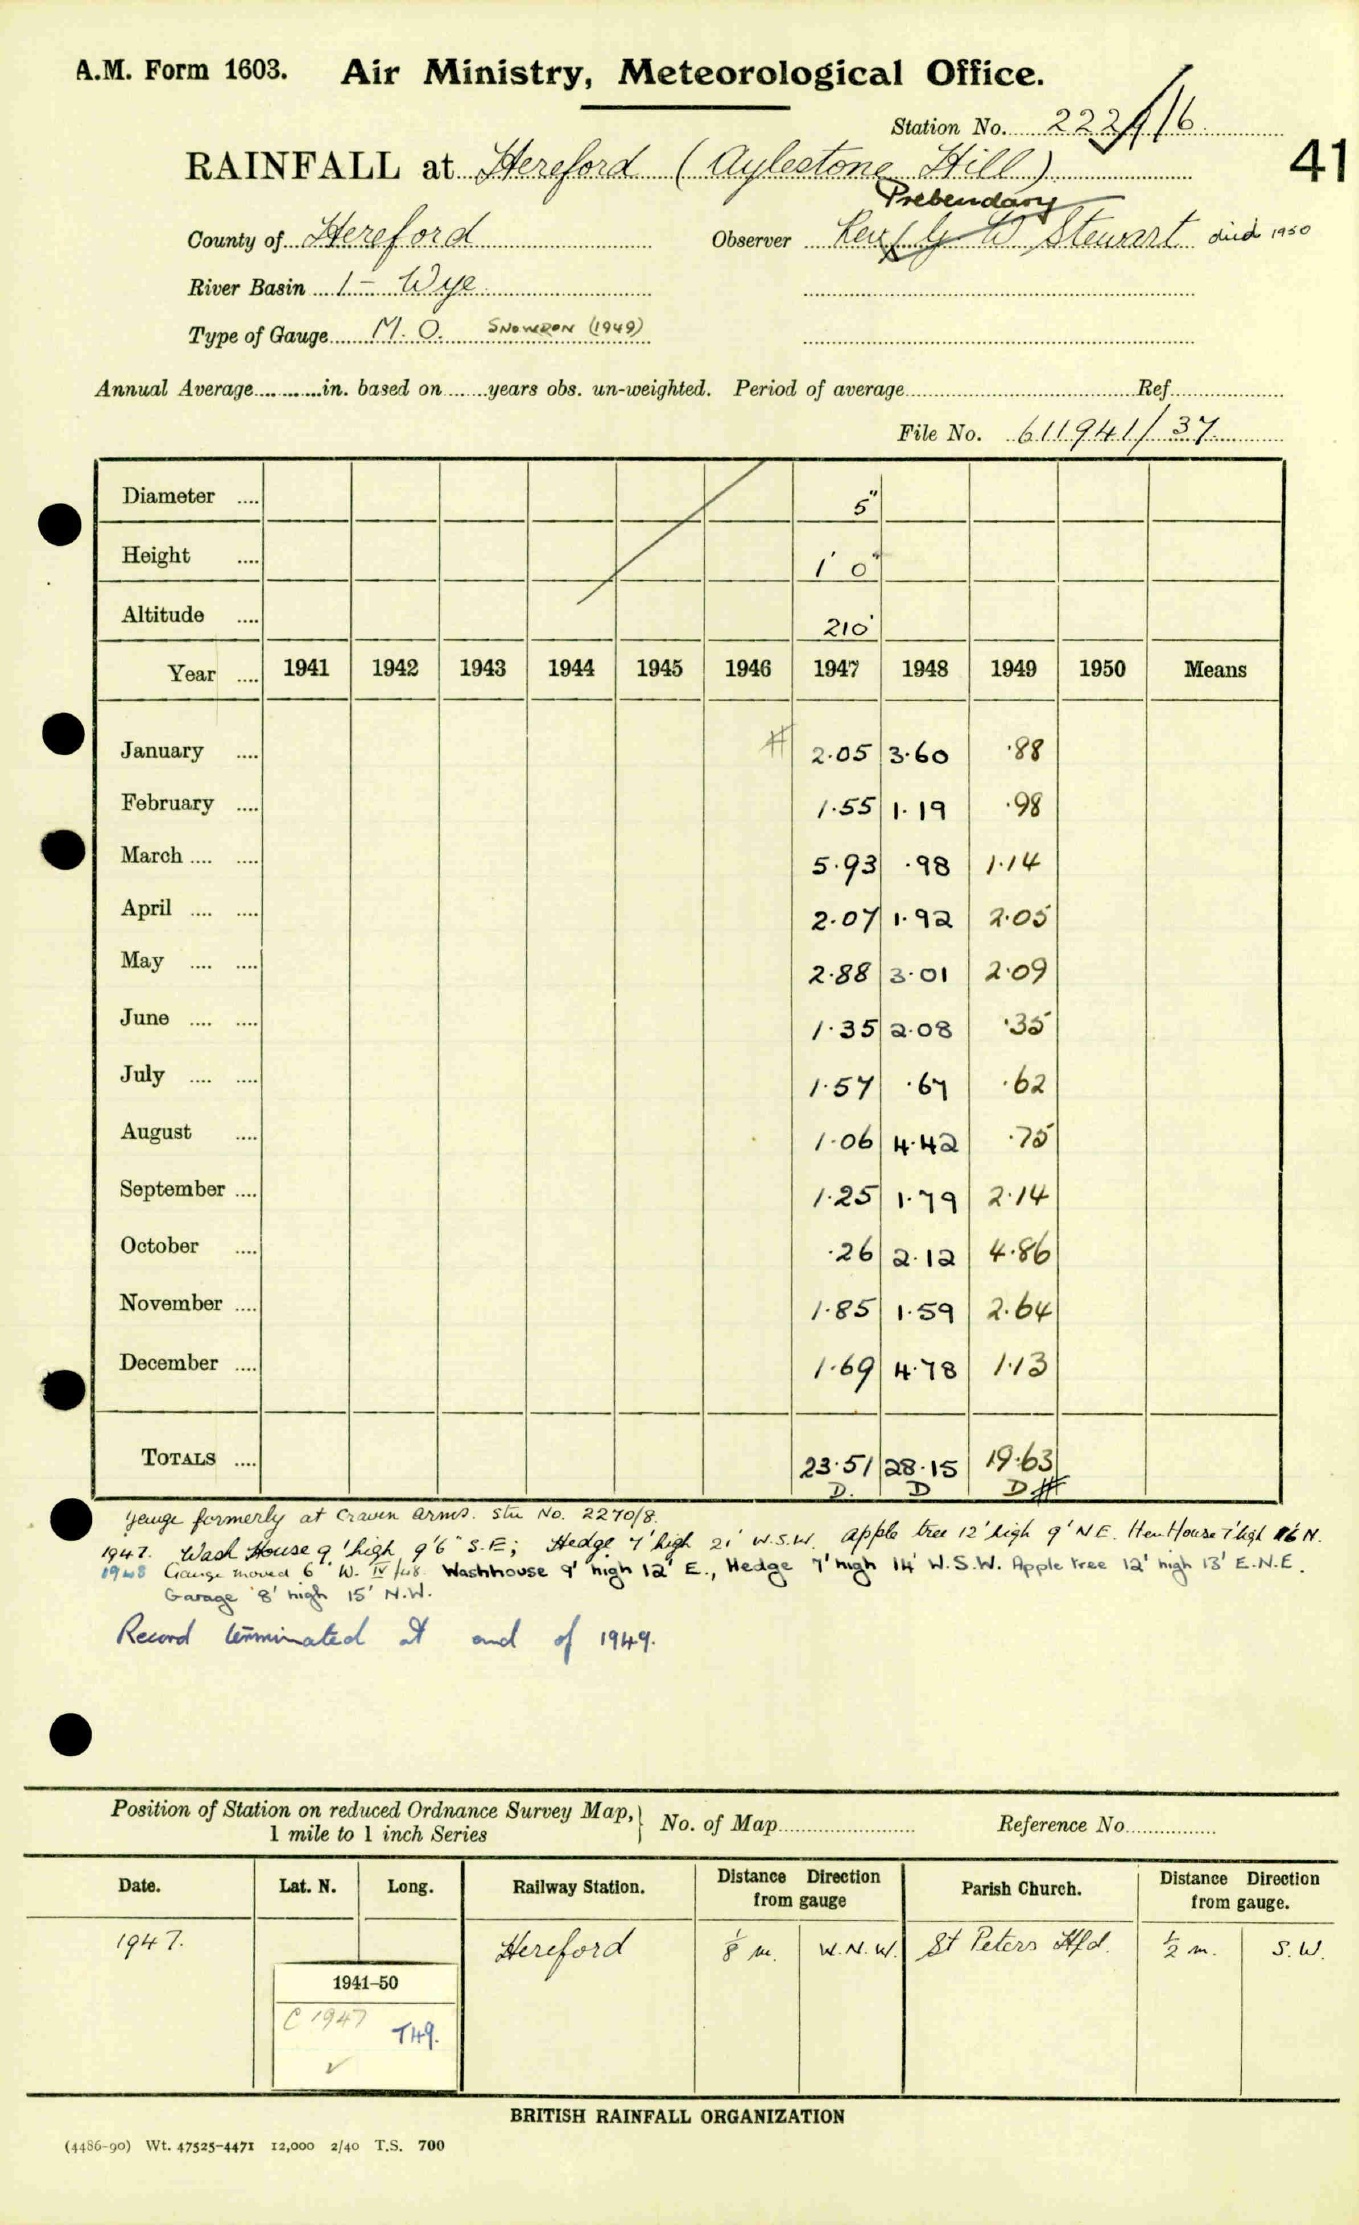 A.M. Form 1603. Air Ministry, Meteorological Office.
Station No. 2224/6
41
RAINFALL at Hereford (Aylestone Hill)
Prebendary
County of Hereford Observer Rev. G W Stewart died 1950
River Basin 1 – Wye
Type of Gauge M.O. SNOWDON (1949)
Annual Average in. based on years obs. un-weighted. Period of average Ref
File No. 611941/37
Diameter 5"
Height 1' 0"
Altitude 210'
Year 1941 1942 1943 1944 1945 1946 1947 1948 1949 1950 Means
January # 2.05 3.60 .88
February 1.55 1.19 .98
March 5.93 .98 1.14
April 2.07 1.92 2.05
May 2.88 3.01 2.09
June 1.35 2.08 .35
July 1.57 .67 .62
August 1.06 4.42 .75
September 1.25 1.79 2.14
October .26 2.12 4.86
November 1.85 1.59 2.64
December 1.69 4.78 1.13
TOTALS 23.51 28.15 19.63
D. D D #
Gauge formerly at Craven Arms. Stn No. 2270/8.
1947. Wash House 9' high 9'6" S.E; Hedge 7' high 21' W.S.W. Apple tree 12' high 9' N E. Hen House 7' high 16' N.
1948 Gauge moved 6' W. IV/48. Washhouse 9' high 12' E., Hedge 7' high 14' W.S.W. Apple tree 12' high 13' E.N.E.
Garage 8' high 15' N.W.
Record terminated at end of 1949.
Position of Station on reduced Ordnance Survey Map, } No. of Map Reference No
1 mile to 1 inch Series
Date. Lat. N. Long. Railway Station. Distance Direction from gauge Parish Church. Distance Direction from gauge.
1947. Hereford 1/8 m. W.N.W. St Peters Hfd. 1/2 m. S.W.
1941–50
C 1947 T49.
✓
BRITISH RAINFALL ORGANIZATION
(4486-90) Wt. 47525-4471 12,000 2/40 T.S. 700